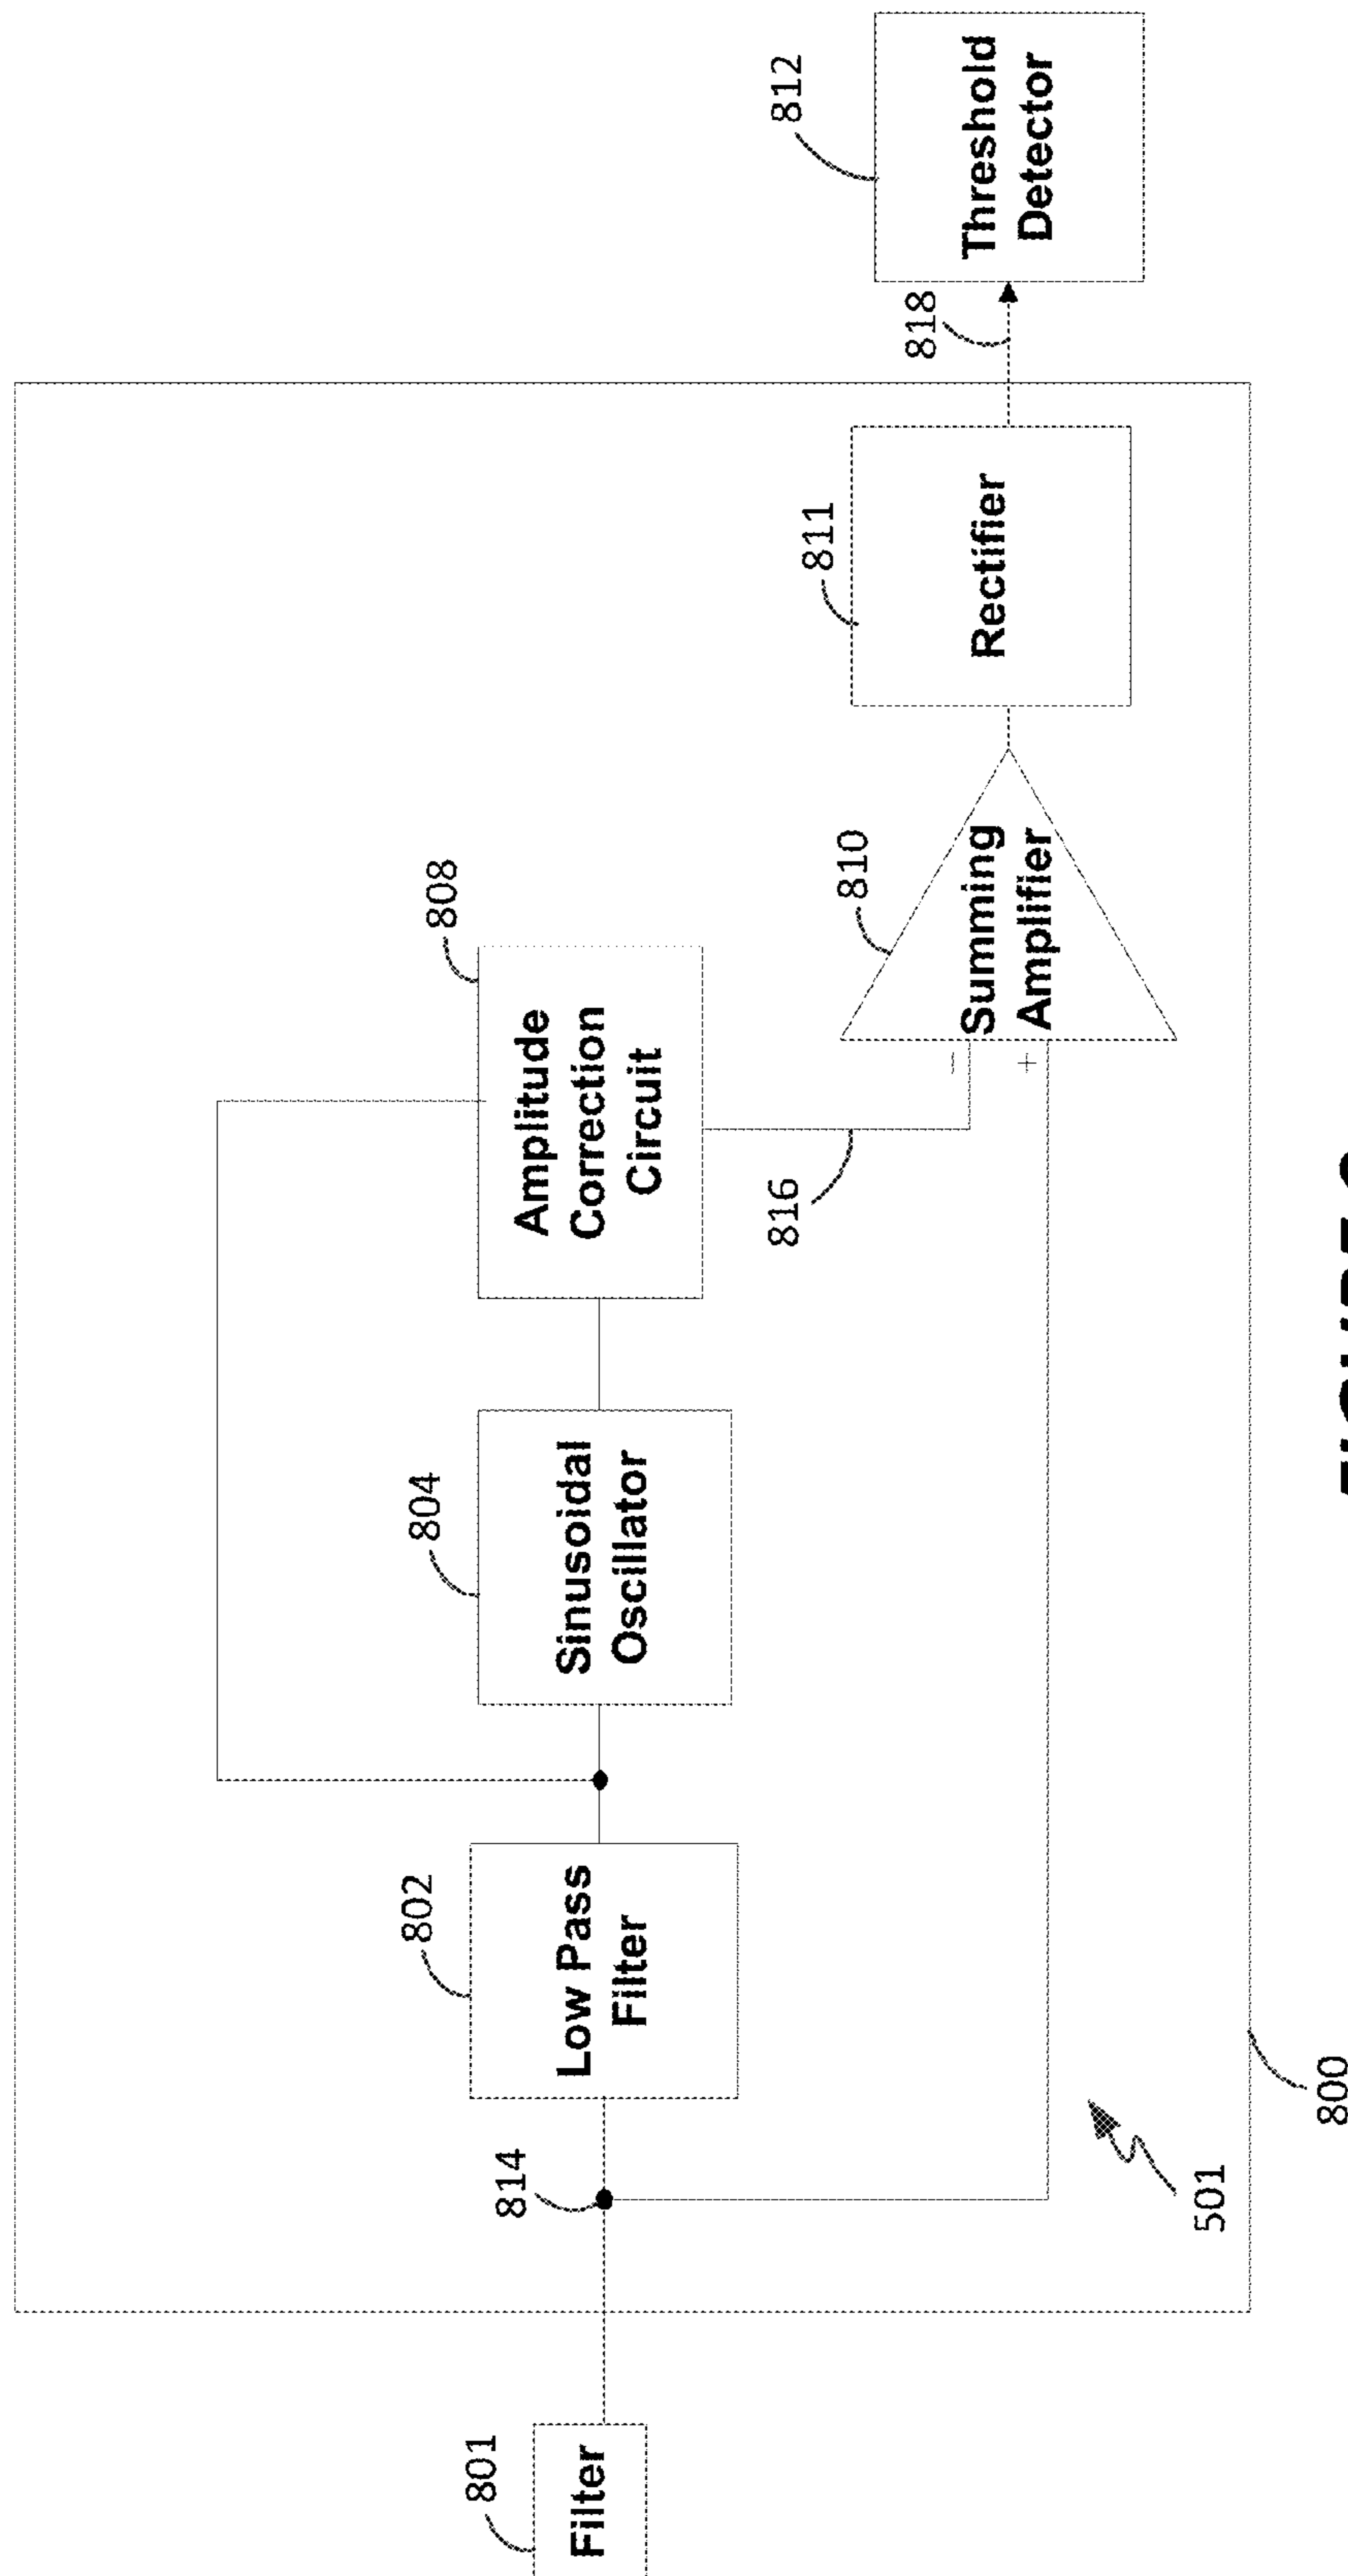 801
Filter
814
802
Low Pass
Filter
804
Sinusoidal
Oscillator
808
Amplitude
Correction
Circuit
816
−
+
810
Summing
Amplifier
811
Rectifier
818
812
Threshold
Detector
501
800